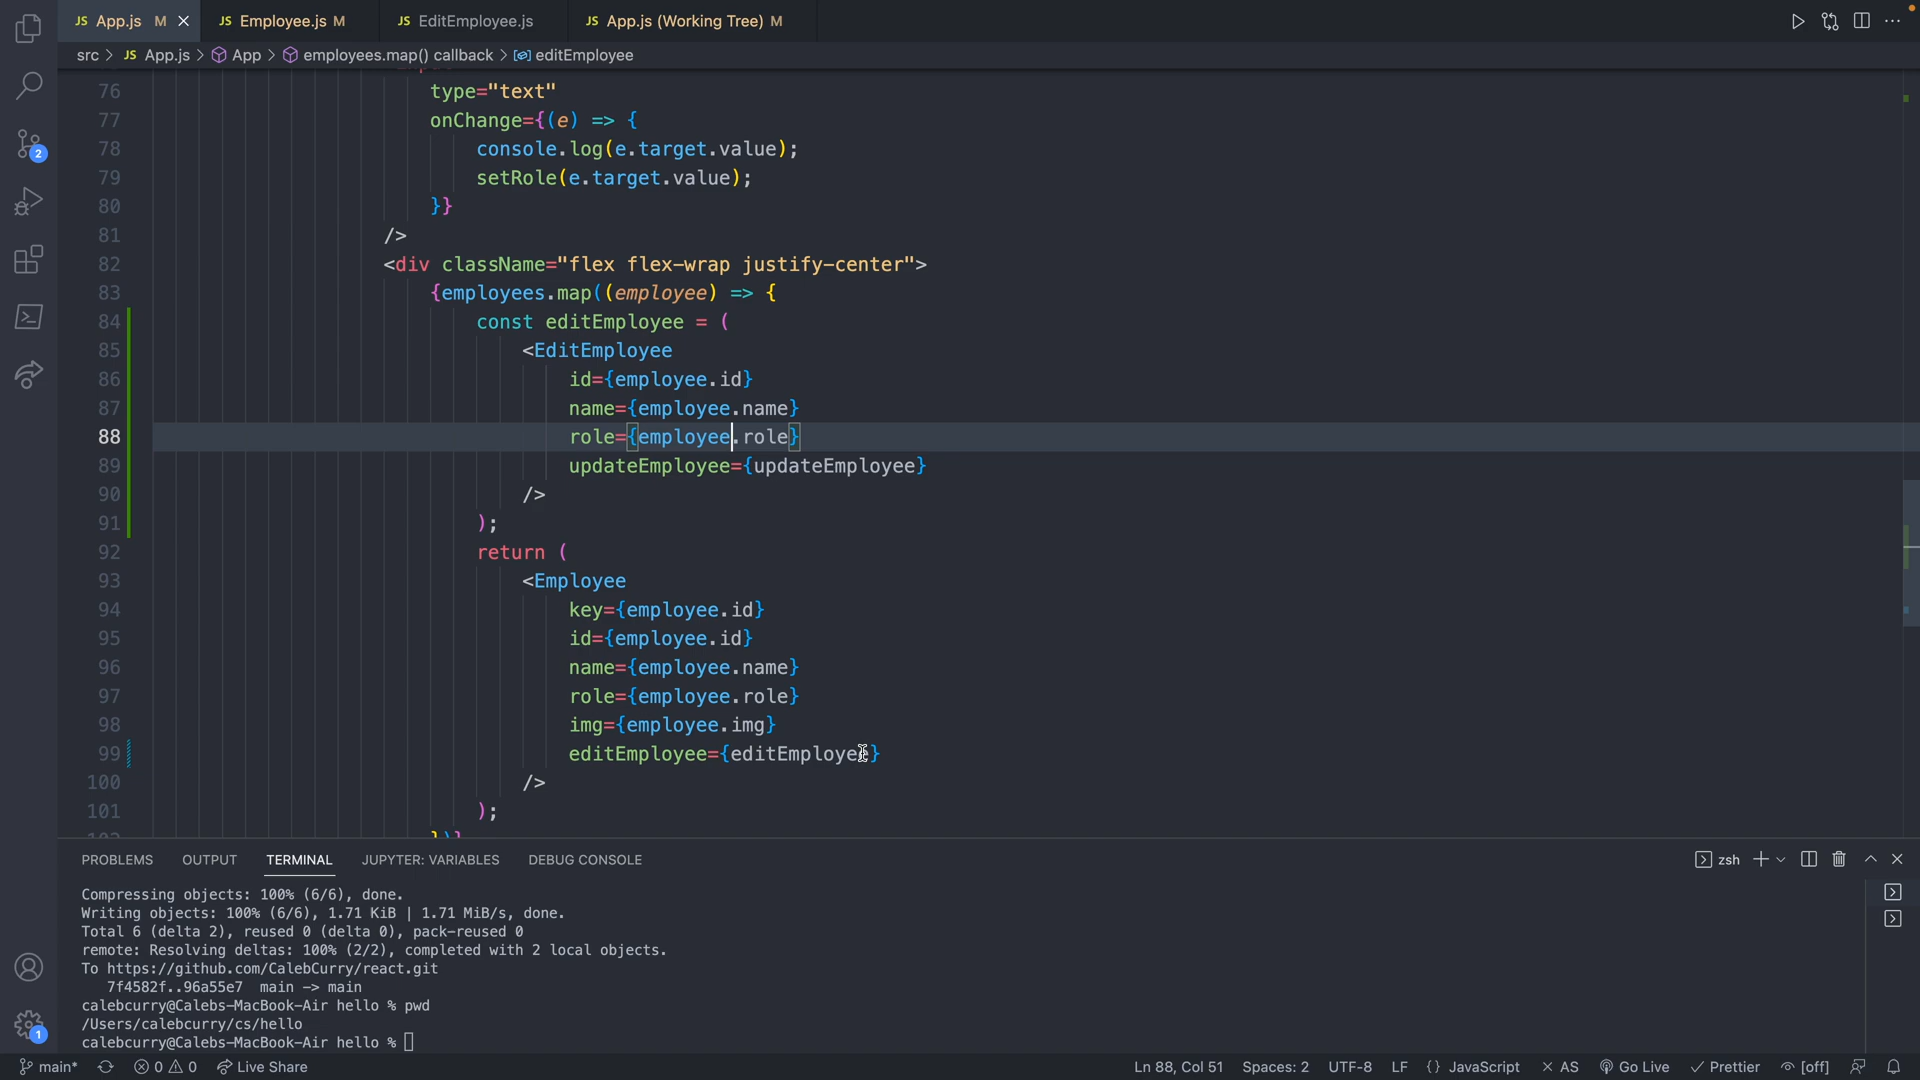 JS App.js M
JS Employee.js M
JS EditEmployee.js
JS App.js (Working Tree) M
src > JS App.js > App > employees.map() callback > editEmployee
76 type="text"
77 onChange={(e) => {
78 console.log(e.target.value);
79 setRole(e.target.value);
80 }}
81 />
82 <div className="flex flex-wrap justify-center">
83 {employees.map((employee) => {
84 const editEmployee = (
85 <EditEmployee
86 id={employee.id}
87 name={employee.name}
88 role={employee.role}
89 updateEmployee={updateEmployee}
90 />
91 );
92 return (
93 <Employee
94 key={employee.id}
95 id={employee.id}
96 name={employee.name}
97 role={employee.role}
98 img={employee.img}
99 editEmployee={editEmployee}
100 />
101 );
2
1
PROBLEMS OUTPUT TERMINAL JUPYTER: VARIABLES DEBUG CONSOLE
zsh
Compressing objects: 100% (6/6), done.
Writing objects: 100% (6/6), 1.71 KiB | 1.71 MiB/s, done.
Total 6 (delta 2), reused 0 (delta 0), pack-reused 0
remote: Resolving deltas: 100% (2/2), completed with 2 local objects.
To https://github.com/CalebCurry/react.git
7f4582f..96a55e7 main -> main
calebcurry@Calebs-MacBook-Air hello % pwd
/Users/calebcurry/cs/hello
calebcurry@Calebs-MacBook-Air hello %
main* 0 0 Live Share Ln 88, Col 51 Spaces: 2 UTF-8 LF {} JavaScript × AS Go Live ✓ Prettier [off]